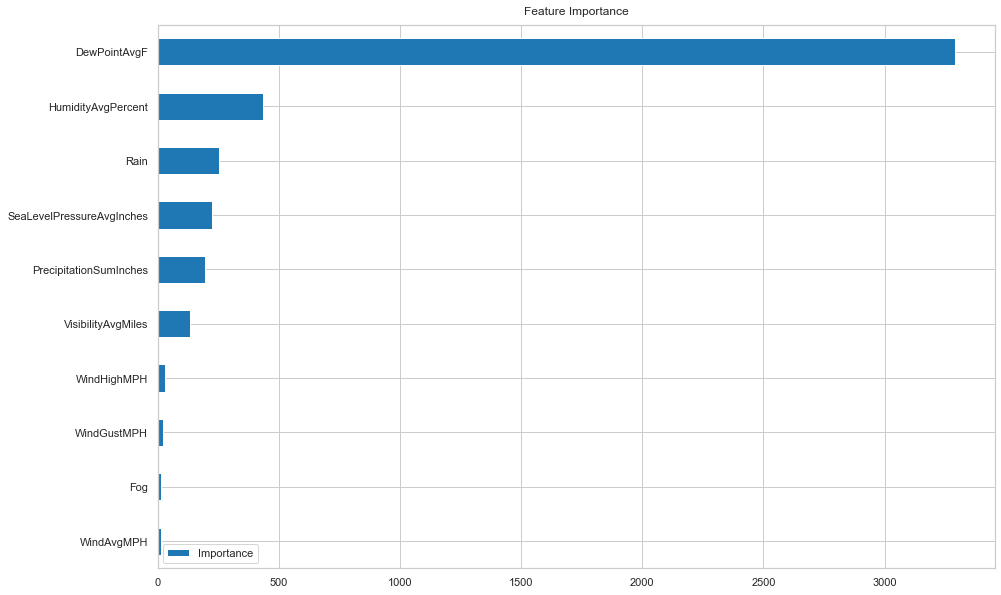 Feature Importance
DewPointAvgF
HumidityAvgPercent
Rain
SeaLevelPressureAvgInches
PrecipitationSumInches
VisibilityAvgMiles
WindHighMPH
WindGustMPH
Fog
WindAvgMPH
Importance
0 500 1000 1500 2000 2500 3000